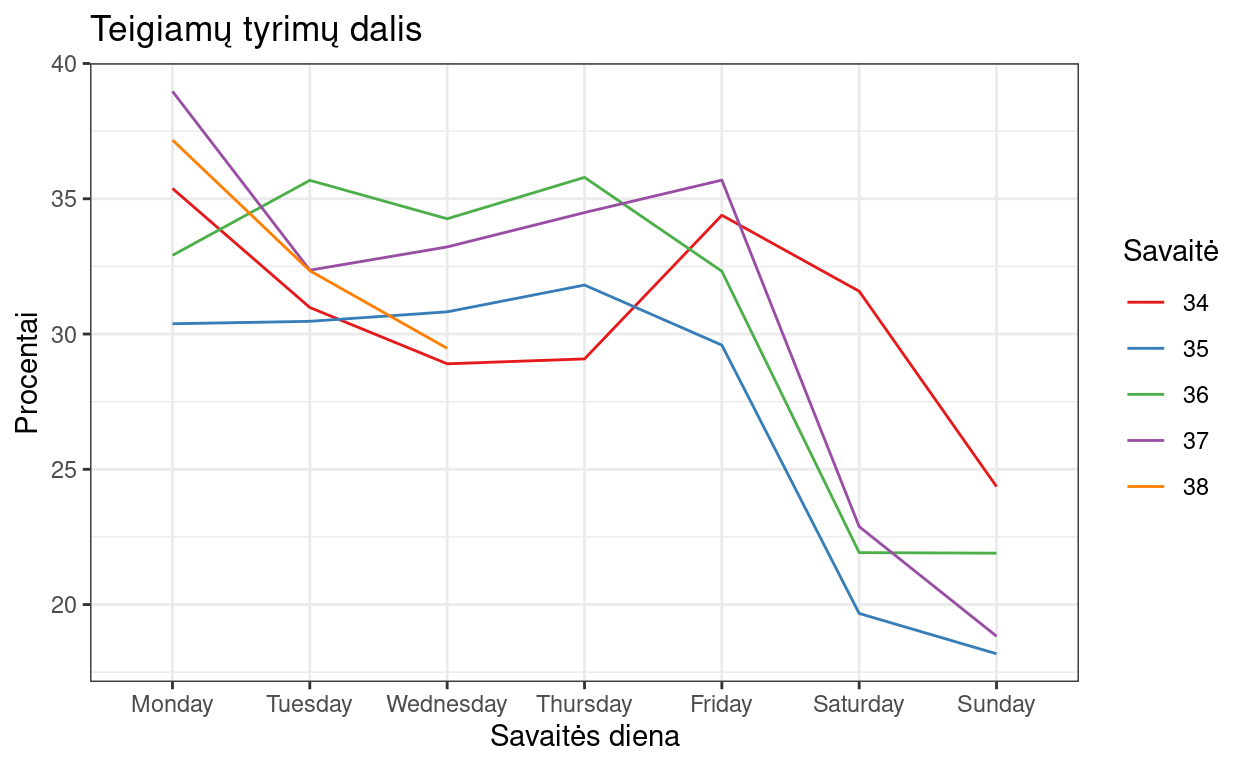 Teigiamų tyrimų dalis
Procentai
40
35
30
25
20
Monday Tuesday Wednesday Thursday Friday Saturday Sunday
Savaitės diena
Savaitė
34
35
36
37
38